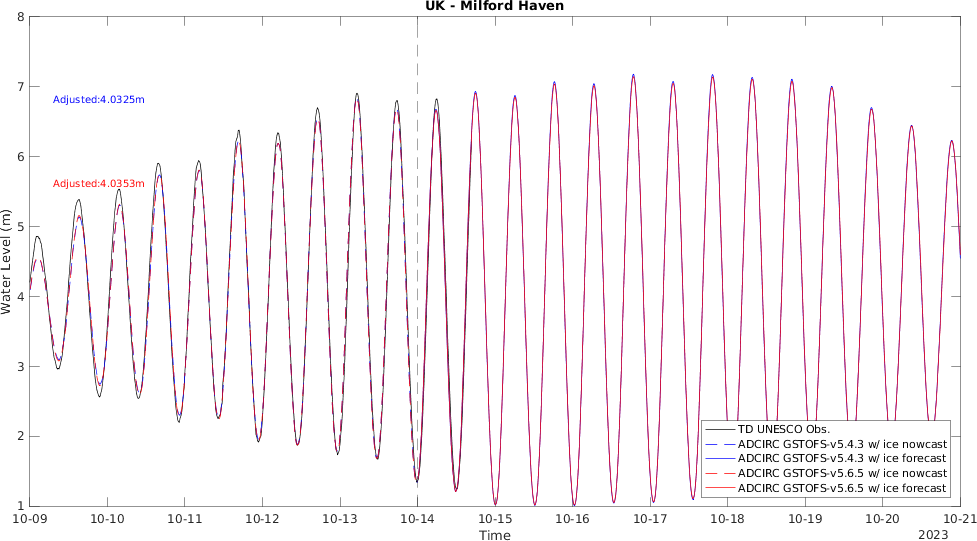 UK - Milford Haven
8
7
6
5
4
3
2
1
Water Level (m)
Adjusted:4.0325m
Adjusted:4.0353m
TD UNESCO Obs.
ADCIRC GSTOFS-v5.4.3 w/ ice nowcast
ADCIRC GSTOFS-v5.4.3 w/ ice forecast
ADCIRC GSTOFS-v5.6.5 w/ ice nowcast
ADCIRC GSTOFS-v5.6.5 w/ ice forecast
10-09 10-10 10-11 10-12 10-13 10-14 10-15 10-16 10-17 10-18 10-19 10-20 10-21
Time
2023